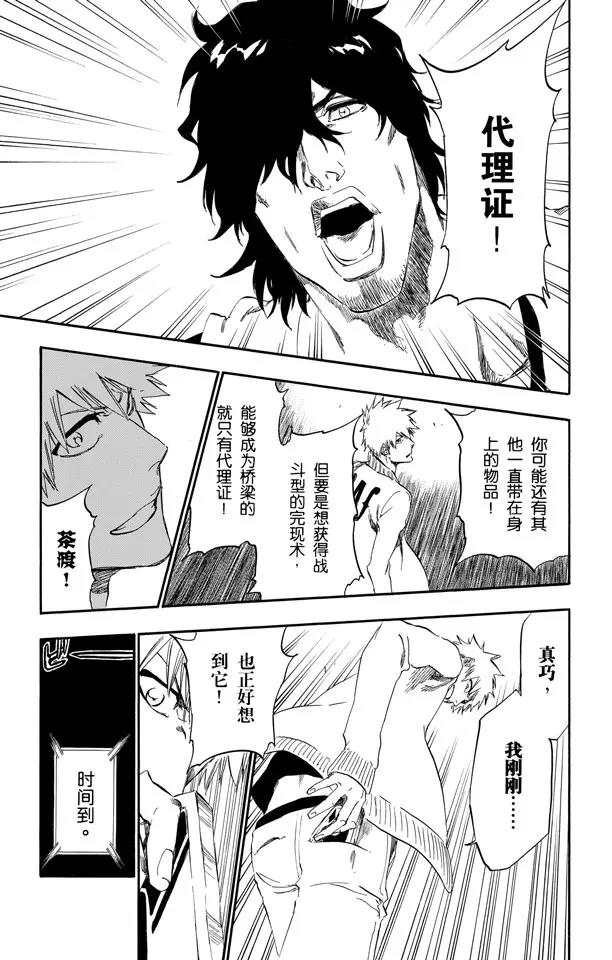 代理证！
你可能还有其
他一直带在身
上的物品！
但要是想获得战
斗型的完现术，
能够成为桥梁的
就只有代理证！
茶渡！
真巧，
我刚刚……
也正好想
到它！
时间到。